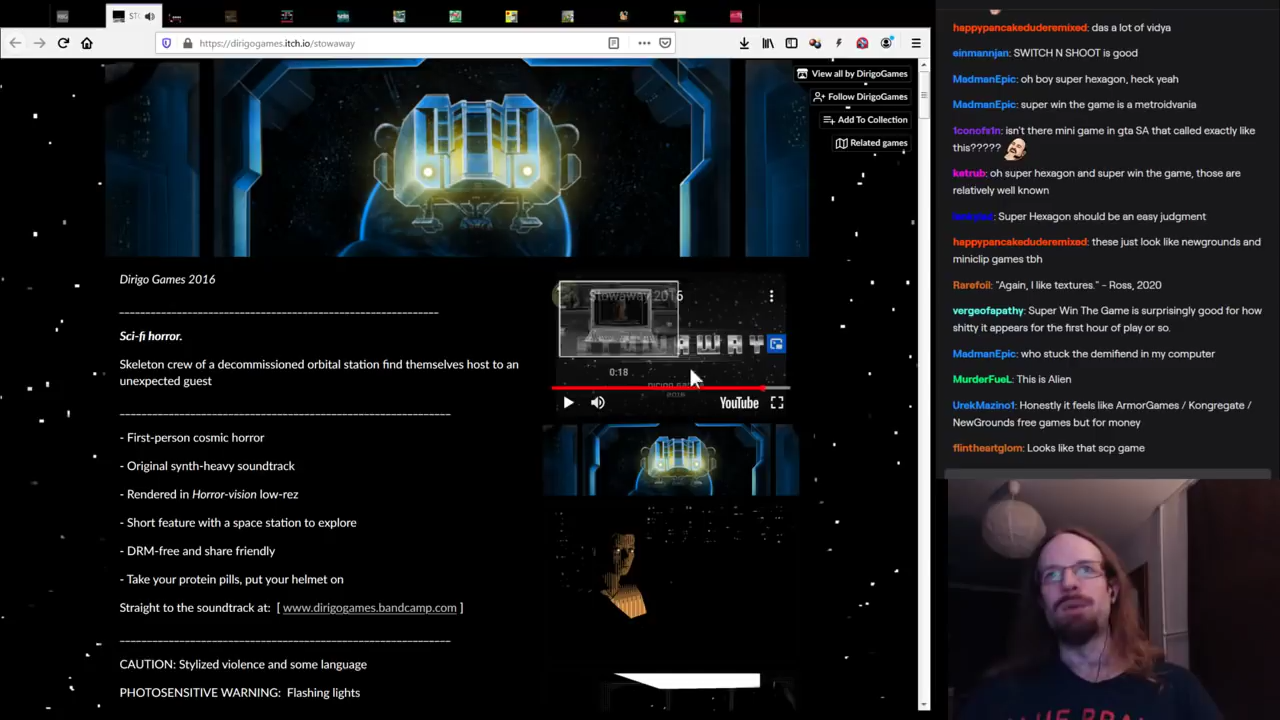 STO
https://dirigogames.itch.io/stowaway
View all by DirigoGames
Follow DirigoGames
Add To Collection
Related games
Dirigo Games 2016
Sci-fi horror.
Skeleton crew of a decommissioned orbital station find themselves host to an
unexpected guest
- First-person cosmic horror
- Original synth-heavy soundtrack
- Rendered in Horror-vision low-rez
- Short feature with a space station to explore
- DRM-free and share friendly
- Take your protein pills, put your helmet on
Straight to the soundtrack at: [ www.dirigogames.bandcamp.com ]
CAUTION: Stylized violence and some language
PHOTOSENSITIVE WARNING: Flashing lights
Stowaway 2016
0:18
YouTube
happypancakeduderemixed: das a lot of vidya
einmannjan: SWITCH N SHOOT is good
MadmanEpic: oh boy super hexagon, heck yeah
MadmanEpic: super win the game is a metroidvania
1conofs1n: isn't there mini game in gta SA that called exactly like
this?????
ketrub: oh super hexagon and super win the game, those are
relatively well known
Super Hexagon should be an easy judgment
happypancakeduderemixed: these just look like newgrounds and
miniclip games tbh
Rarefoil: "Again, I like textures." - Ross, 2020
vergeofapathy: Super Win The Game is surprisingly good for how
shitty it appears for the first hour of play or so.
MadmanEpic: who stuck the demifiend in my computer
MurderFueL: This is Alien
UrekMazino1: Honestly it feels like ArmorGames / Kongregate /
NewGrounds free games but for money
flintheartglom: Looks like that scp game